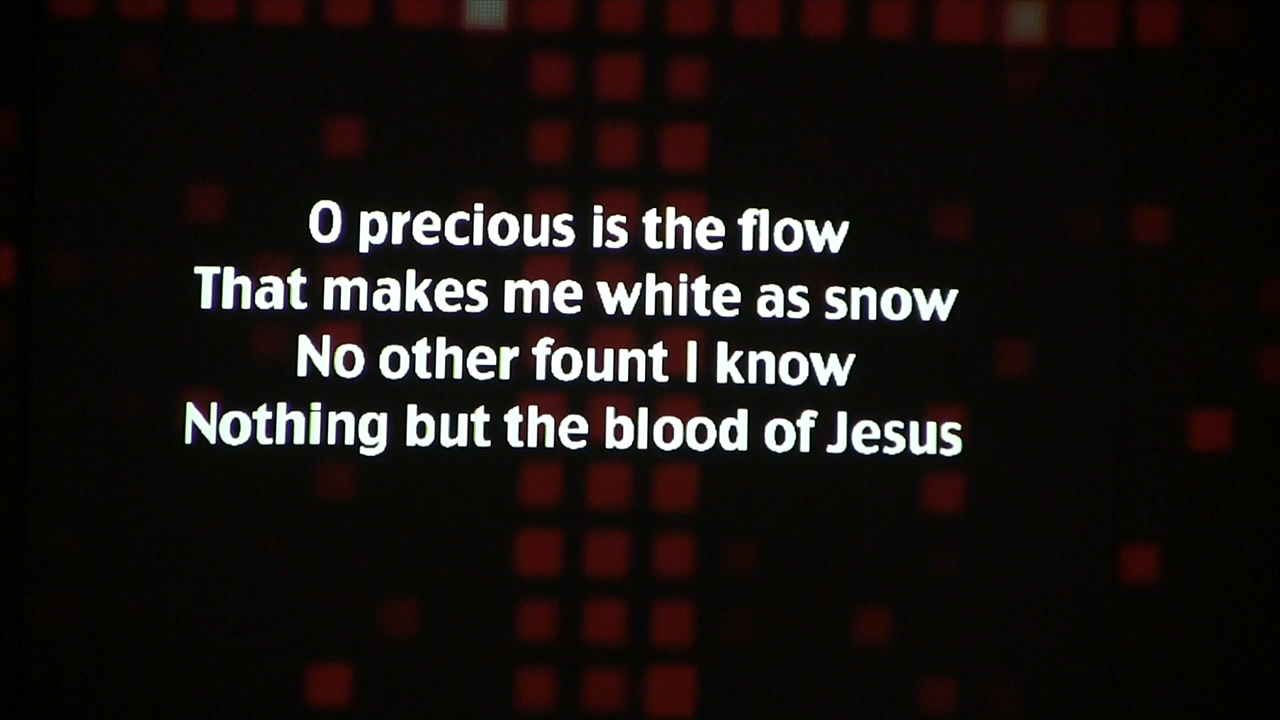 O precious is the flow
That makes me white as snow
No other fount I know
Nothing but the blood of Jesus